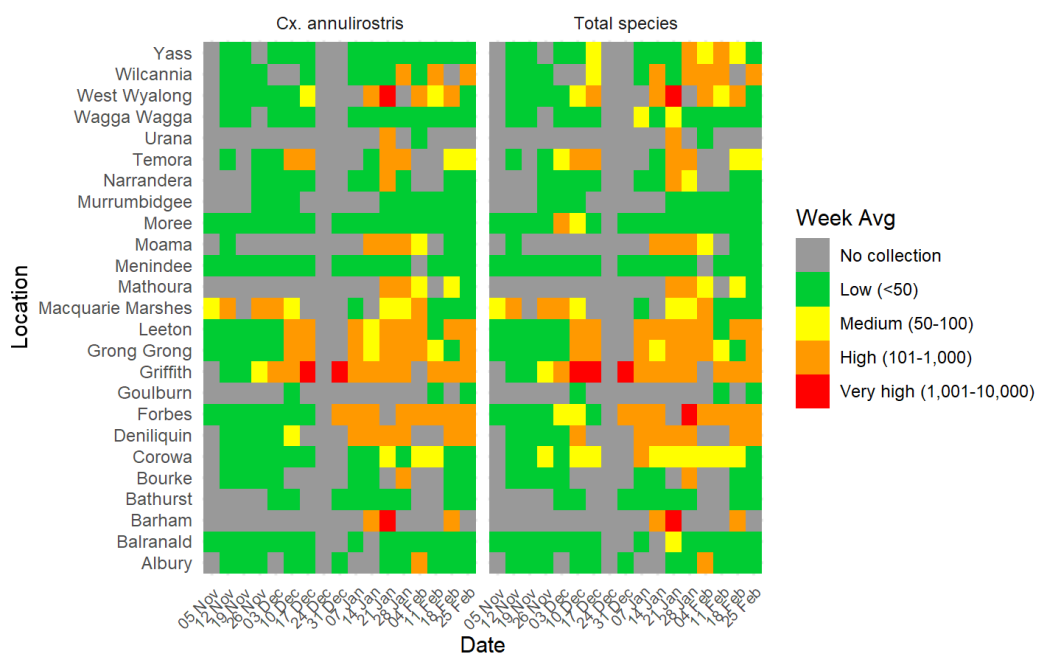 Cx. annulirostris
Total species
Yass
Wilcannia
West Wyalong
Wagga Wagga
Urana
Temora
Narrandera
Murrumbidgee
Moree
Moama
Menindee
Mathoura
Macquarie Marshes
Leeton
Grong Grong
Griffith
Goulburn
Forbes
Deniliquin
Corowa
Bourke
Bathurst
Barham
Balranald
Albury
Location
05 Nov
12 Nov
19 Nov
26 Nov
03 Dec
10 Dec
17 Dec
24 Dec
31 Dec
07 Jan
14 Jan
21 Jan
28 Jan
04 Feb
11 Feb
18 Feb
25 Feb
05 Nov
12 Nov
19 Nov
26 Nov
03 Dec
10 Dec
17 Dec
24 Dec
31 Dec
07 Jan
14 Jan
21 Jan
28 Jan
04 Feb
11 Feb
18 Feb
25 Feb
Date
Week Avg
No collection
Low (<50)
Medium (50-100)
High (101-1,000)
Very high (1,001-10,000)